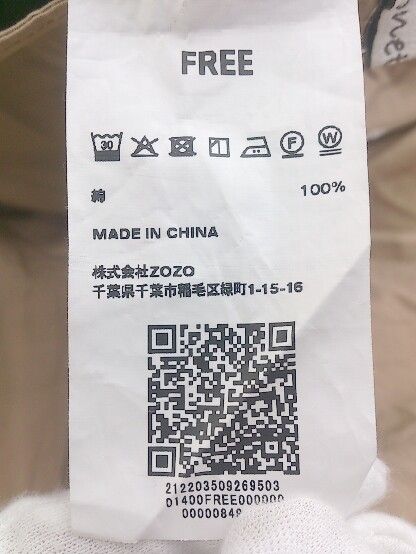 FREE
30
F
W
綿 100%
MADE IN CHINA
株式会社ZOZO
千葉県千葉市稲毛区緑町1-15-16
212203509269503
D1400FREE000000
00000848